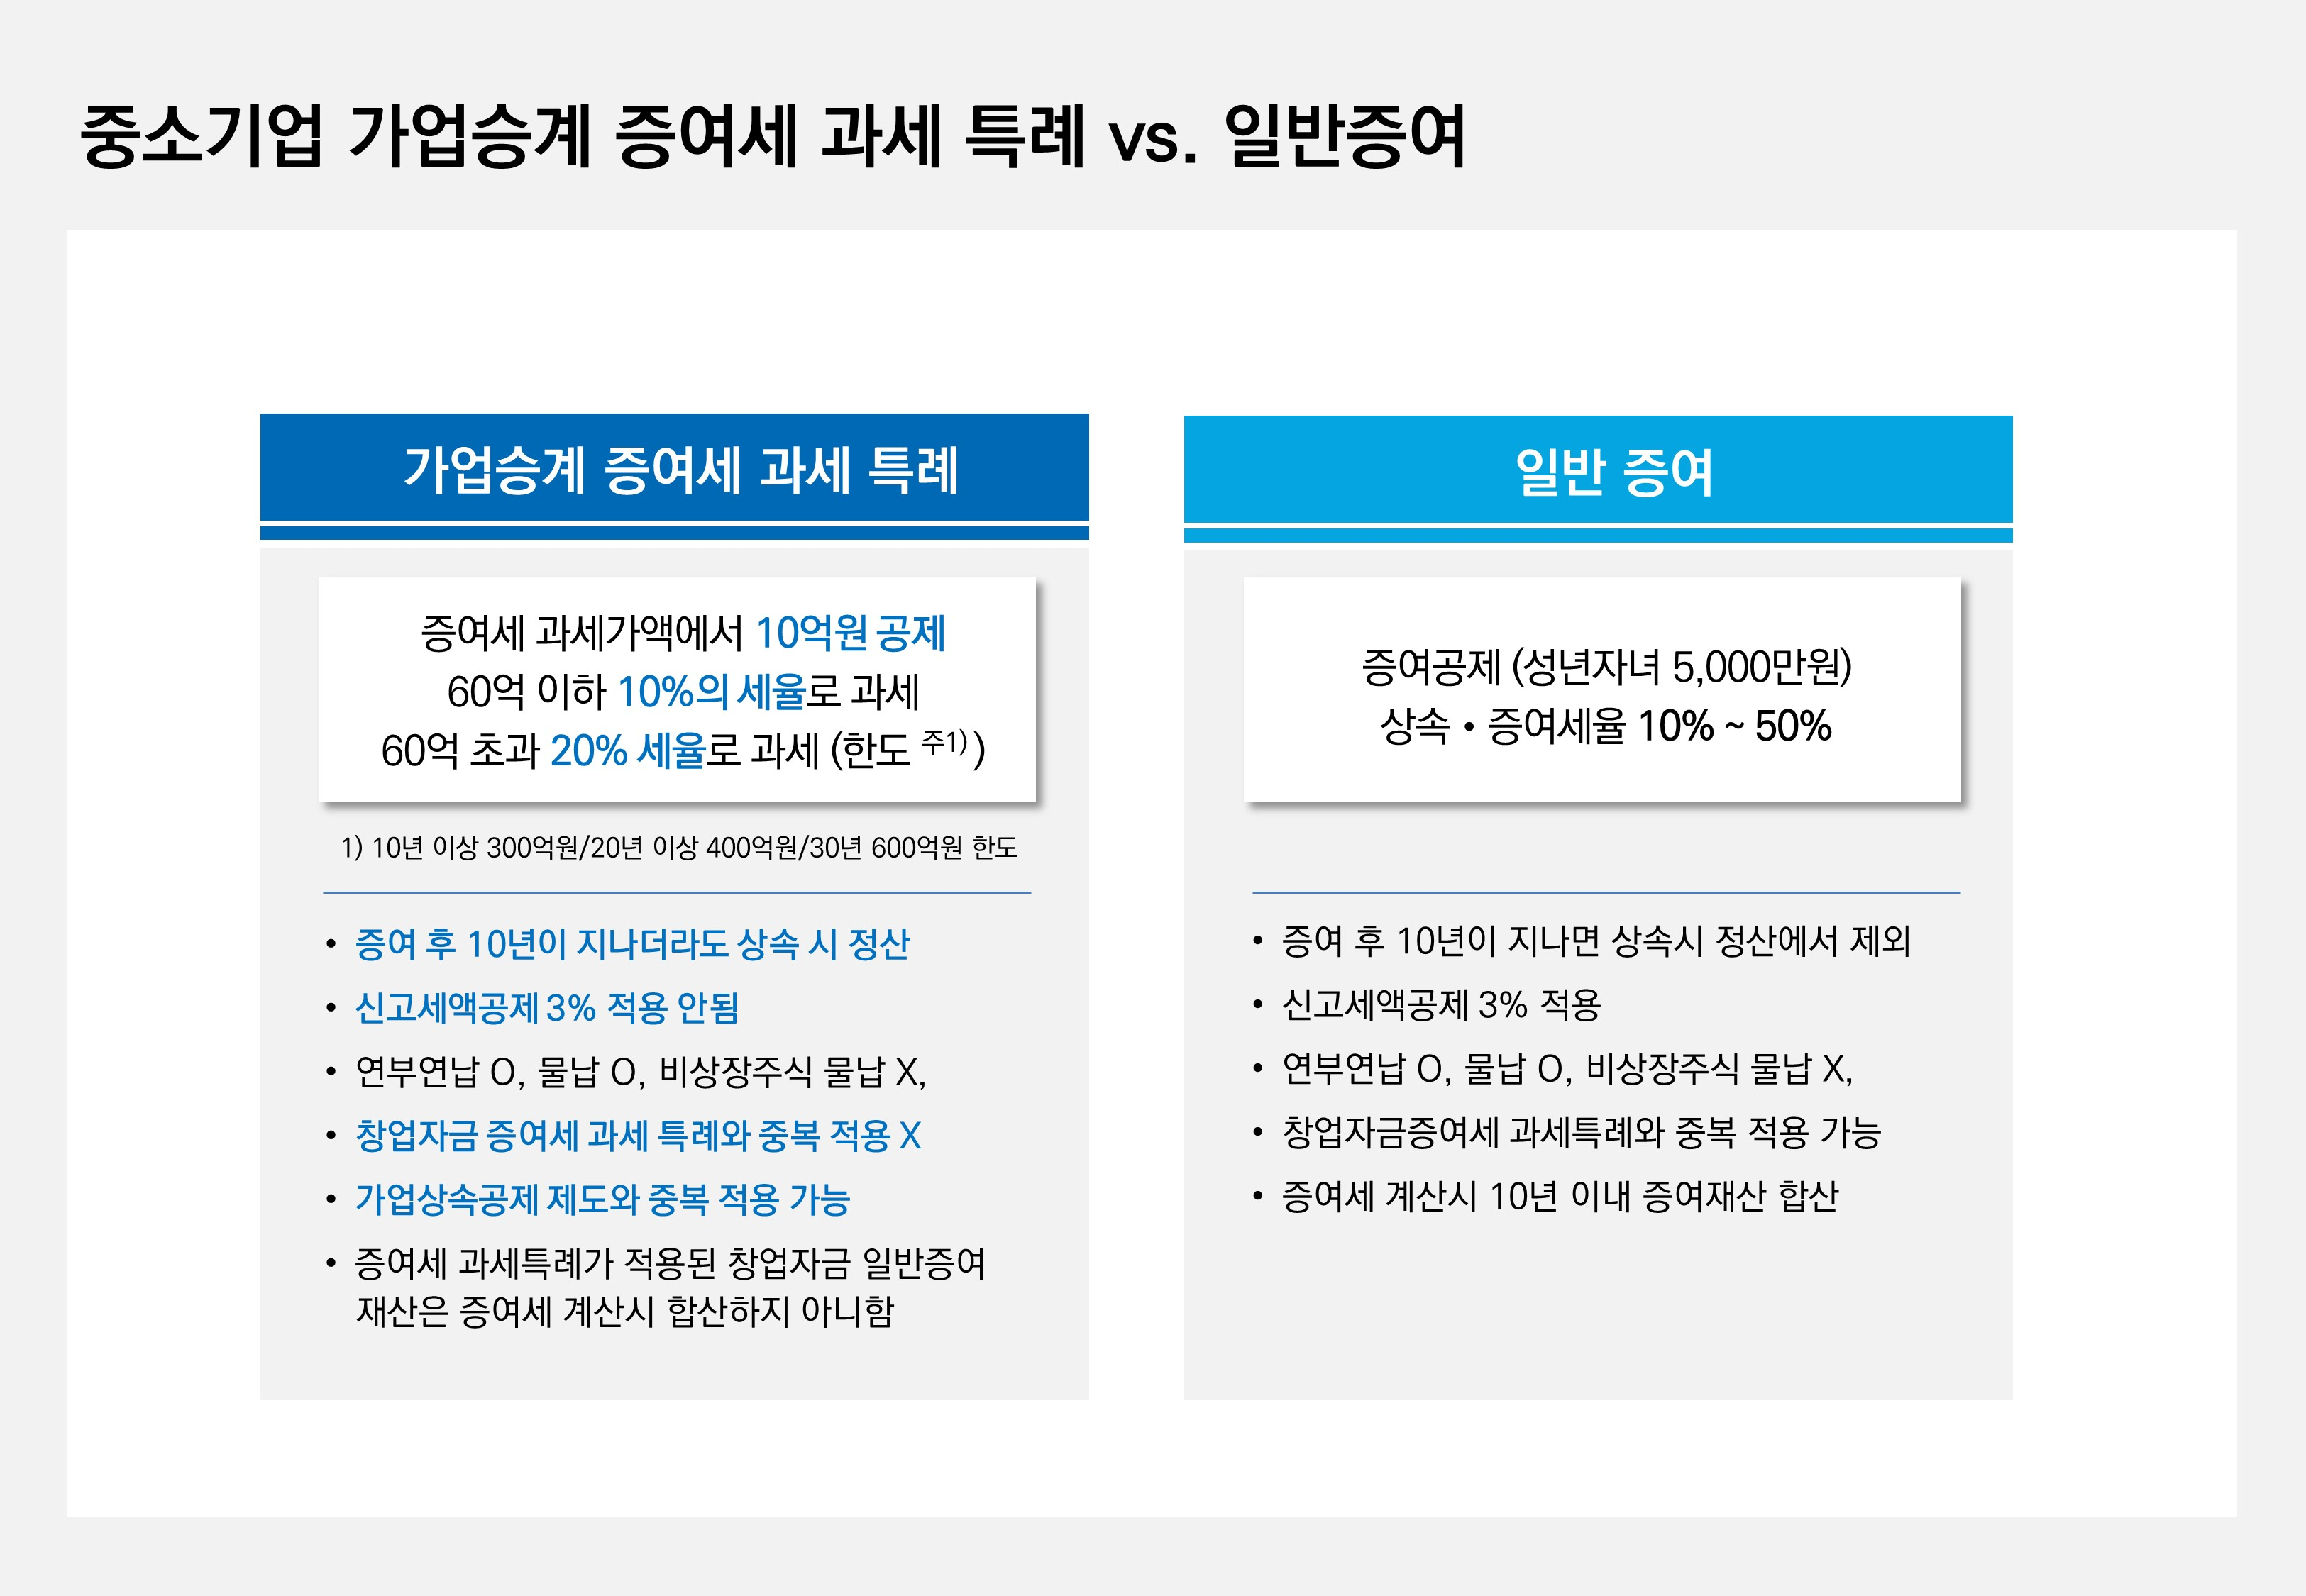 중소기업 가업승계 증여세 과세 특례 vs. 일반증여
가업승계 증여세 과세 특례
증여세 과세가액에서 10억원 공제
60억 이하 10%의 세율로 과세
60억 초과 20% 세율로 과세 (한도 주1))
1) 10년 이상 300억원/20년 이상 400억원/30년 600억원 한도
• 증여 후 10년이 지나더라도 상속 시 정산
• 신고세액공제 3% 적용 안됨
• 연부연납 O, 물납 O, 비상장주식 물납 X,
• 창업자금 증여세 과세 특례와 중복 적용 X
• 가업상속공제 제도와 중복 적용 가능
• 증여세 과세특례가 적용된 창업자금 일반증여
재산은 증여세 계산시 합산하지 아니함
일반 증여
증여공제 (성년자녀 5,000만원)
상속 • 증여세율 10% ~ 50%
• 증여 후 10년이 지나면 상속시 정산에서 제외
• 신고세액공제 3% 적용
• 연부연납 O, 물납 O, 비상장주식 물납 X,
• 창업자금증여세 과세특례와 중복 적용 가능
• 증여세 계산시 10년 이내 증여재산 합산